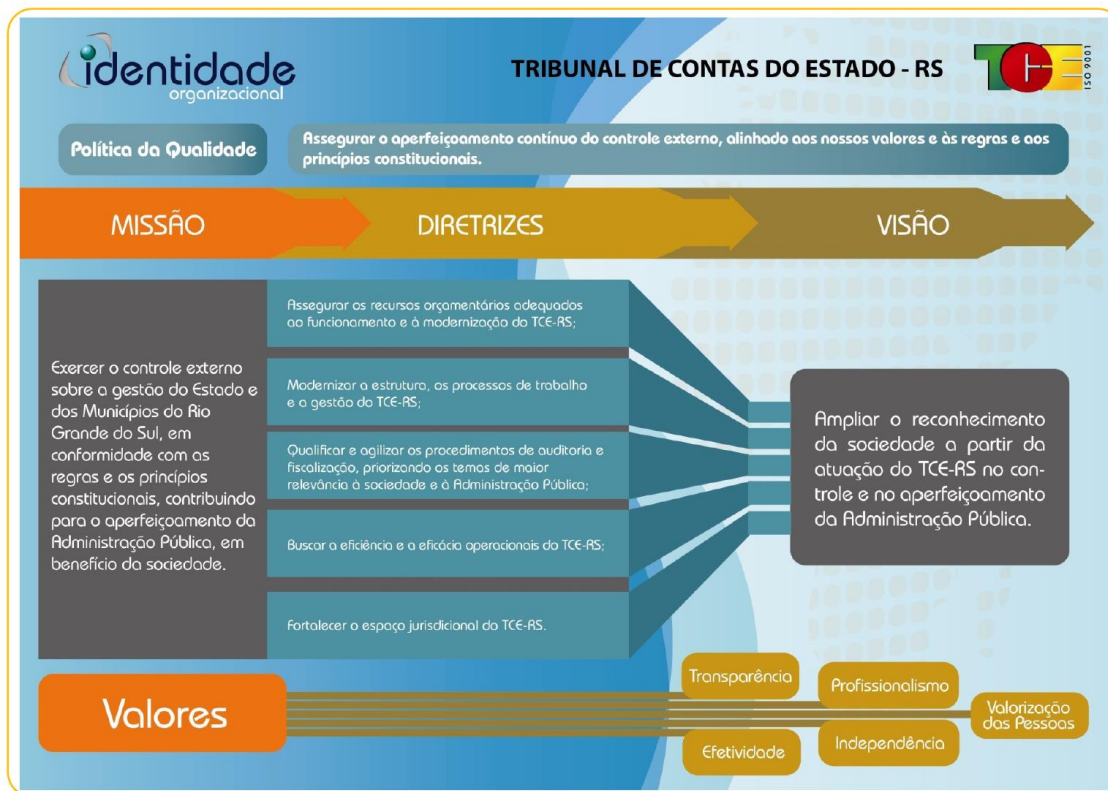 identidade
organizacional
TRIBUNAL DE CONTAS DO ESTADO - RS
TCE
ISO 9001
Política da Qualidade
Assegurar o aperfeiçoamento contínuo do controle externo, alinhado aos nossos valores e às regras e aos
princípios constitucionais.
MISSÃO
DIRETRIZES
VISÃO
Exercer o controle externo
sobre a gestão do Estado e
dos Municípios do Rio
Grande do Sul, em
conformidade com as
regras e os princípios
constitucionais, contribuindo
para o aperfeiçoamento da
Administração Pública, em
benefício da sociedade.
Assegurar os recursos orçamentários adequados
ao funcionamento e à modernização do TCE-RS;
Modernizar a estrutura, os processos de trabalho
e a gestão do TCE-RS;
Qualificar e agilizar os procedimentos de auditoria e
fiscalização, priorizando os temas de maior
relevância à sociedade e à Administração Pública;
Buscar a eficiência e a eficácia operacionais do TCE-RS;
Fortalecer o espaço jurisdicional do TCE-RS.
Ampliar o reconhecimento
da sociedade a partir da
atuação do TCE-RS no con-
trole e no aperfeiçoamento
da Administração Pública.
Valores
Transparência
Profissionalismo
Valorização
das Pessoas
Efetividade
Independência